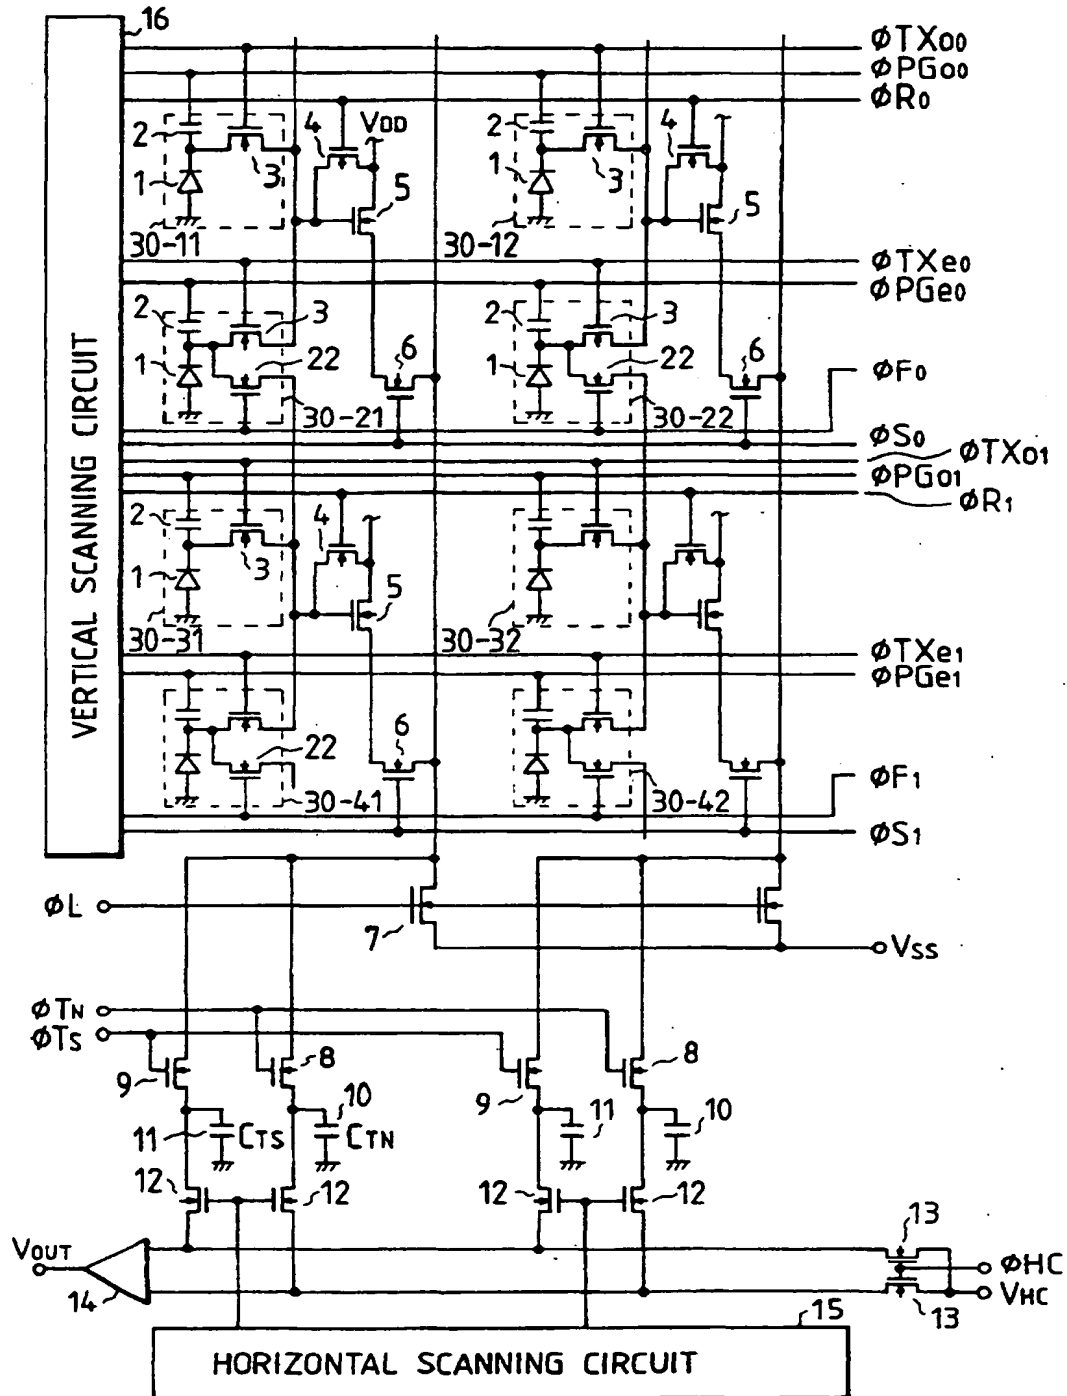 16
φTX00
φPG00
φR0
2
4
VDD
2
4
3
3
1
5
1
5
30-11
30-12
φTXe0
φPGe0
2
3
2
3
6
6
1
22
1
22
φF0
30-21
30-22
φS0
φTX01
φPG01
φR1
2
4
3
1
5
30-31
30-32
φTXe1
φPGe1
6
22
φF1
30-41
30-42
φS1
VERTICAL SCANNING CIRCUIT
φL
7
VSS
φTN
φTS
9
8
9
8
10
11
10
11
CTS
CTN
12
12
12
12
13
VOUT
φHC
VHC
14
13
15
HORIZONTAL SCANNING CIRCUIT